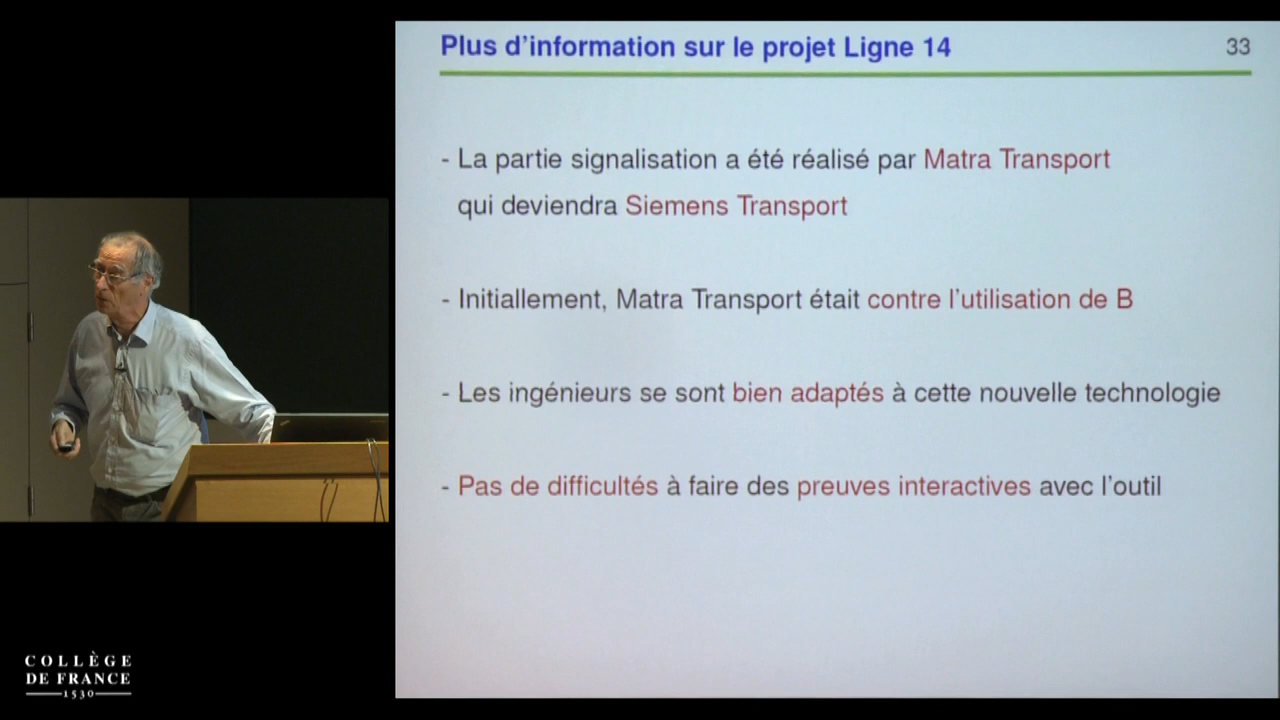 Plus d'information sur le projet Ligne 14
33
- La partie signalisation a été réalisé par Matra Transport
qui deviendra Siemens Transport
- Initiallement, Matra Transport était contre l'utilisation de B
- Les ingénieurs se sont bien adaptés à cette nouvelle technologie
- Pas de difficultés à faire des preuves interactives avec l'outil
COLLÈGE
DE FRANCE
1530